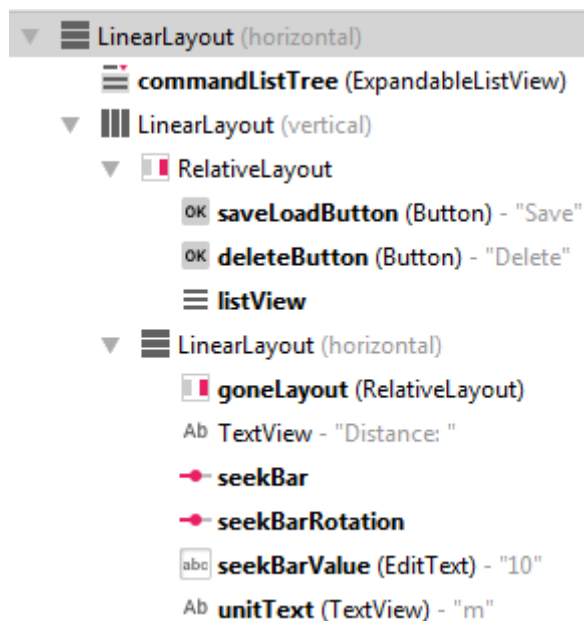 LinearLayout (horizontal)
commandListTree (ExpandableListView)
LinearLayout (vertical)
RelativeLayout
OK saveLoadButton (Button) - "Save"
OK deleteButton (Button) - "Delete"
listView
LinearLayout (horizontal)
goneLayout (RelativeLayout)
Ab TextView - "Distance: "
seekBar
seekBarRotation
abc seekBarValue (EditText) - "10"
Ab unitText (TextView) - "m"